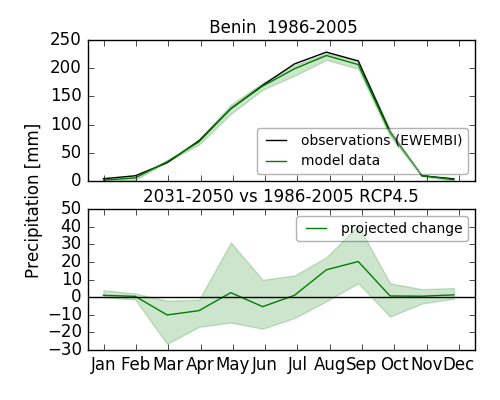 Benin 1986-2005
Precipitation [mm]
250
200
150
100
50
0
observations (EWEMBI)
model data
2031-2050 vs 1986-2005 RCP4.5
50
40
30
20
10
0
−10
−20
−30
projected change
Jan Feb Mar Apr May Jun Jul Aug Sep Oct Nov Dec